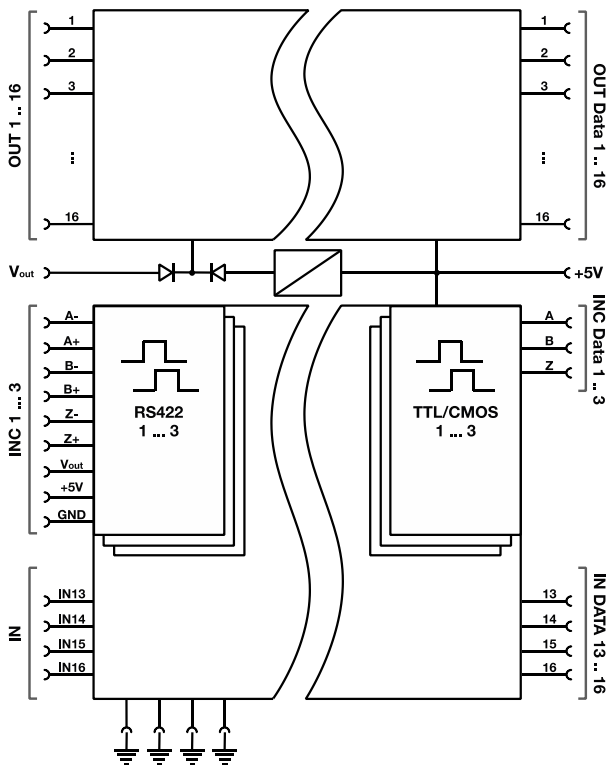 OUT 1 .. 16
1
2
3
...
16
1
2
3
...
16
OUT Data 1 .. 16
Vout
+5V
INC 1 ... 3
A-
A+
B-
B+
Z-
Z+
Vout
+5V
GND
RS422
1 ... 3
TTL/CMOS
1 ... 3
A
B
Z
INC Data 1 .. 3
IN
IN13
IN14
IN15
IN16
13
14
15
16
IN DATA 13 .. 16